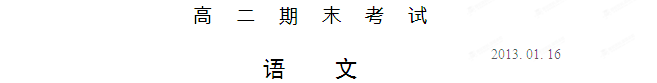 高 二 期 末 考 试
2013. 01. 16
语 文